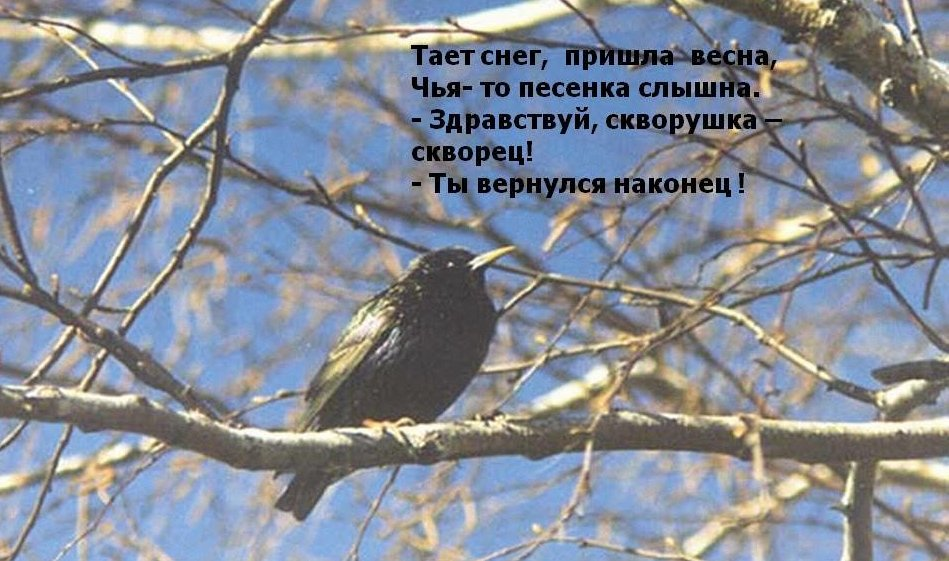 Тает снег, пришла весна,
Чья- то песенка слышна.
- Здравствуй, скворушка –
скворец!
- Ты вернулся наконец !